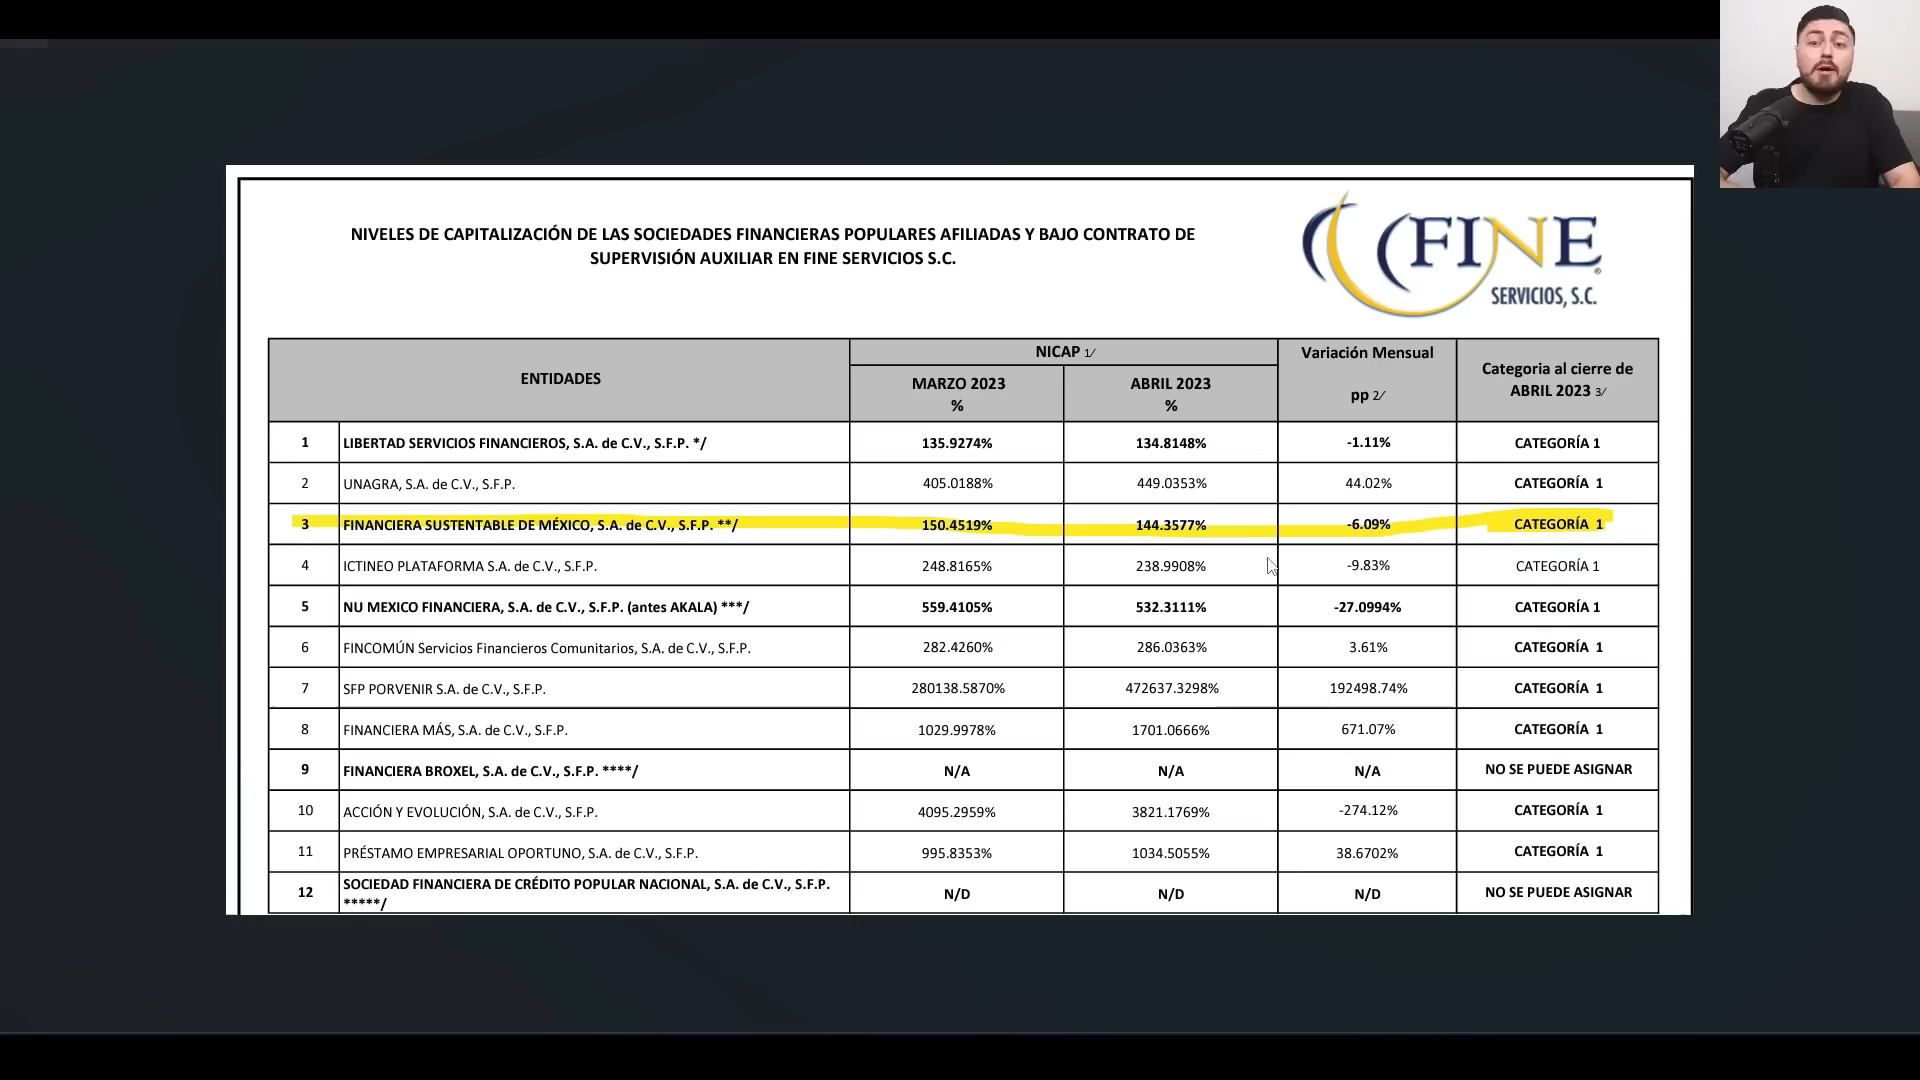 NIVELES DE CAPITALIZACIÓN DE LAS SOCIEDADES FINANCIERAS POPULARES AFILIADAS Y BAJO CONTRATO DE
SUPERVISIÓN AUXILIAR EN FINE SERVICIOS S.C.
FINE ®
SERVICIOS, S.C.
ENTIDADES
NICAP 1/
MARZO 2023
%
ABRIL 2023
%
Variación Mensual
pp 2/
Categoria al cierre de
ABRIL 2023 3/
1 LIBERTAD SERVICIOS FINANCIEROS, S.A. de C.V., S.F.P. */ 135.9274% 134.8148% -1.11% CATEGORÍA 1
2 UNAGRA, S.A. de C.V., S.F.P. 405.0188% 449.0353% 44.02% CATEGORÍA 1
3 FINANCIERA SUSTENTABLE DE MÉXICO, S.A. de C.V., S.F.P. **/ 150.4519% 144.3577% -6.09% CATEGORÍA 1
4 ICTINEO PLATAFORMA S.A. de C.V., S.F.P. 248.8165% 238.9908% -9.83% CATEGORÍA 1
5 NU MEXICO FINANCIERA, S.A. de C.V., S.F.P. (antes AKALA) ***/ 559.4105% 532.3111% -27.0994% CATEGORÍA 1
6 FINCOMÚN Servicios Financieros Comunitarios, S.A. de C.V., S.F.P. 282.4260% 286.0363% 3.61% CATEGORÍA 1
7 SFP PORVENIR S.A. de C.V., S.F.P. 280138.5870% 472637.3298% 192498.74% CATEGORÍA 1
8 FINANCIERA MÁS, S.A. de C.V., S.F.P. 1029.9978% 1701.0666% 671.07% CATEGORÍA 1
9 FINANCIERA BROXEL, S.A. de C.V., S.F.P. ****/ N/A N/A N/A NO SE PUEDE ASIGNAR
10 ACCIÓN Y EVOLUCIÓN, S.A. de C.V., S.F.P. 4095.2959% 3821.1769% -274.12% CATEGORÍA 1
11 PRÉSTAMO EMPRESARIAL OPORTUNO, S.A. de C.V., S.F.P. 995.8353% 1034.5055% 38.6702% CATEGORÍA 1
12 SOCIEDAD FINANCIERA DE CRÉDITO POPULAR NACIONAL, S.A. de C.V., S.F.P.
*****/ N/D N/D N/D NO SE PUEDE ASIGNAR